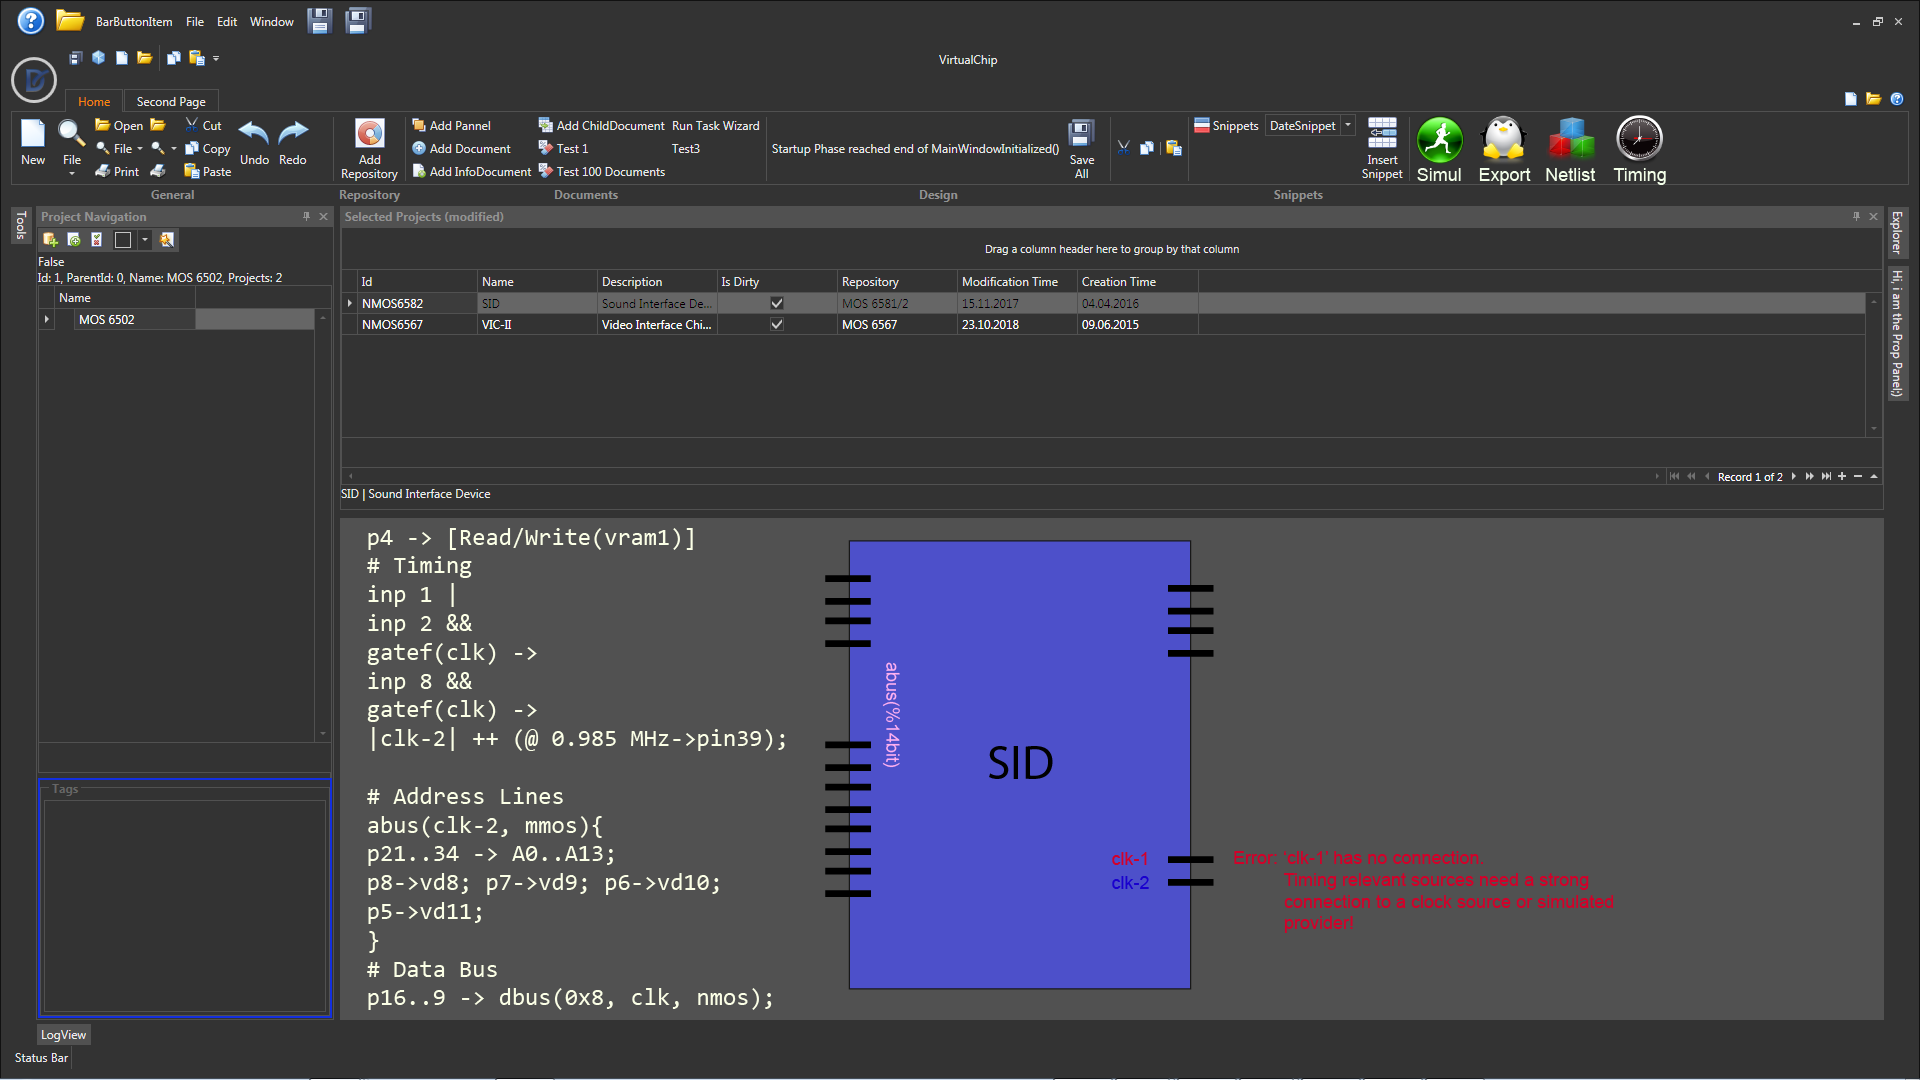 BarButtonItem File Edit Window
VirtualChip
Home Second Page
New
File
Open
File
Print
Cut
Copy
Paste
Undo
Redo
Add
Repository
Add Pannel
Add Document
Add InfoDocument
Add ChildDocument
Test 1
Test 100 Documents
Run Task Wizard
Test3
Startup Phase reached end of MainWindowInitialized()
Save
All
Snippets DateSnippet
Insert
Snippet
Simul Export Netlist Timing
General Repository Documents Design Snippets
Tools
Project Navigation
False
Id: 1, ParentId: 0, Name: MOS 6502, Projects: 2
Name
MOS 6502
Tags
Selected Projects (modified)
Drag a column header here to group by that column
Id Name Description Is Dirty Repository Modification Time Creation Time
NMOS6582 SID Sound Interface De... MOS 6581/2 15.11.2017 04.04.2016
NMOS6567 VIC-II Video Interface Chi... MOS 6567 23.10.2018 09.06.2015
Record 1 of 2
SID | Sound Interface Device
Explorer
Hi, i am the Prop Panel;)
p4 -> [Read/Write(vram1)]
# Timing
inp 1 |
inp 2 &&
gatef(clk) ->
inp 8 &&
gatef(clk) ->
|clk-2| ++ (@ 0.985 MHz->pin39);
# Address Lines
abus(clk-2, mmos){
p21..34 -> A0..A13;
p8->vd8; p7->vd9; p6->vd10;
p5->vd11;
}
# Data Bus
p16..9 -> dbus(0x8, clk, nmos);
abus(%14bit)
SID
clk-1
clk-2
Error: 'clk-1' has no connection.
Timing relevant sources need a strong
connection to a clock source or simulated
provider!
LogView
Status Bar